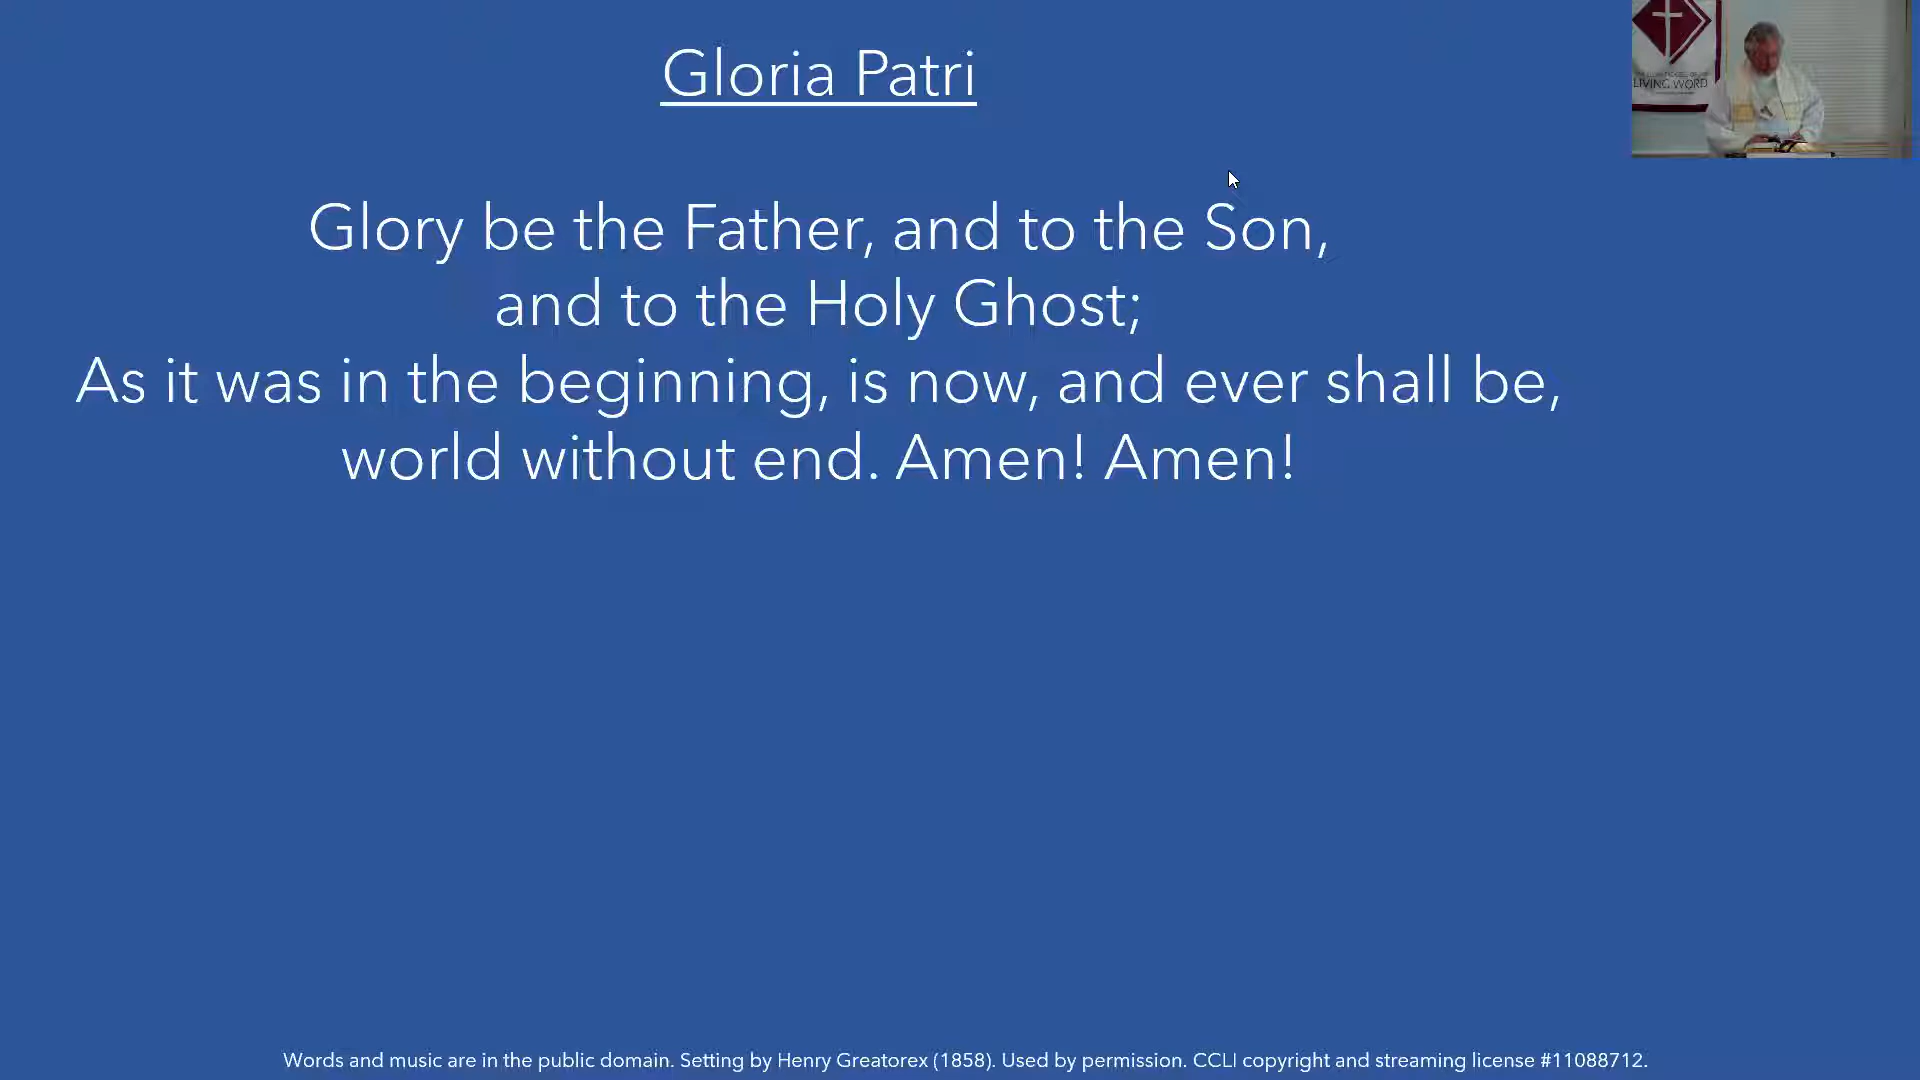 Gloria Patri
Glory be the Father, and to the Son,
and to the Holy Ghost;
As it was in the beginning, is now, and ever shall be,
world without end. Amen! Amen!
LIVING WORD
Words and music are in the public domain. Setting by Henry Greatorex (1858). Used by permission. CCLI copyright and streaming license #11088712.